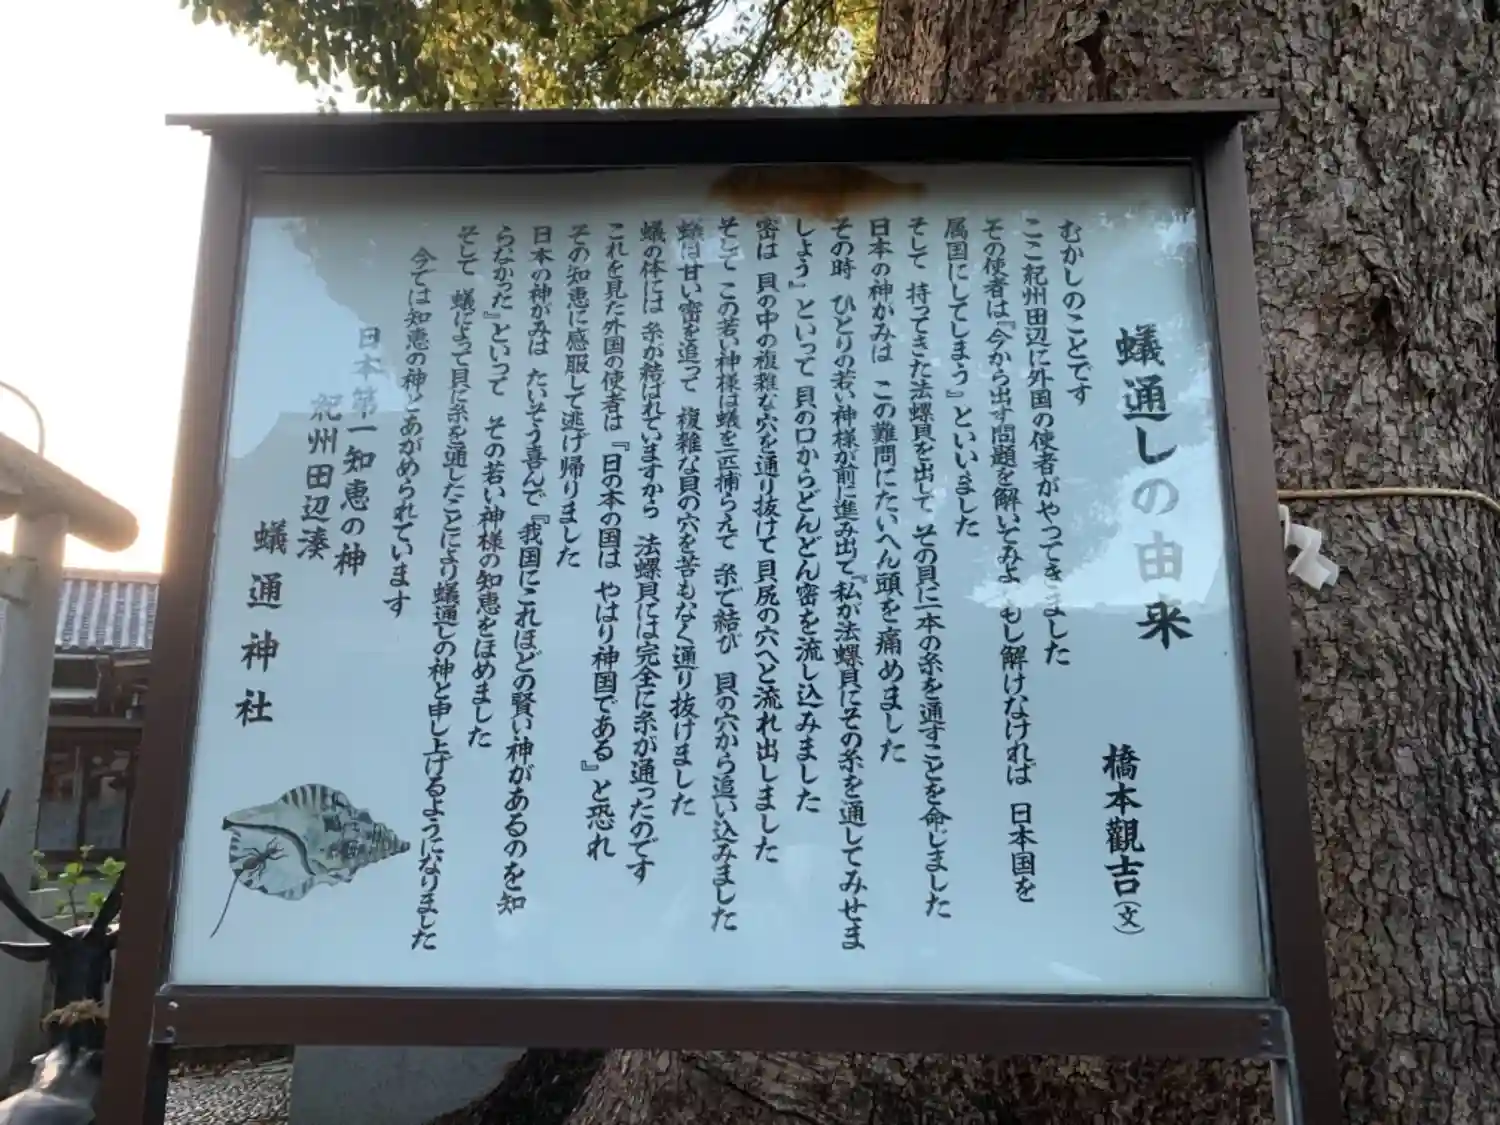 蟻通しの由来
橋本觀吉(文)
むかしのことです
ここ紀州田辺に外国の使者がやってきました
その使者は『今から出す問題を解いてみよ もし解けなければ 日本国を
属国にしてしまう』といいました
そして 持ってきた法螺貝を出して その貝に一本の糸を通すことを命じました
日本の神がみは この難問にたいへん頭を痛めました
その時 ひとりの若い神様が前に進み出て『私が法螺貝にその糸を通してみせま
しょう』といって 貝の口からどんどん密を流し込みました
密は 貝の中の複雑な穴を通り抜けて貝尻の穴へと流れ出しました
そして この若い神様は蟻を一匹捕らえて 糸で結び 貝の穴から追い込みました
蟻は甘い密を追って 複雑な貝の穴を苦もなく通り抜けました
蟻の体には 糸が結ばれていますから 法螺貝には完全に糸が通ったのです
これを見た外国の使者は『日の本の国は やはり神国である』と恐れ
その知恵に感服して逃げ帰りました
日本の神がみは たいそう喜んで『我国にこれほどの賢い神があるのを知
らなかった』といって その若い神様の知恵をほめました
そして 蟻によって貝に糸を通したことにより蟻通しの神と申し上げるようになりました
今では知恵の神とあがめられています
日本第一知恵の神
紀州田辺湊
蟻通神社